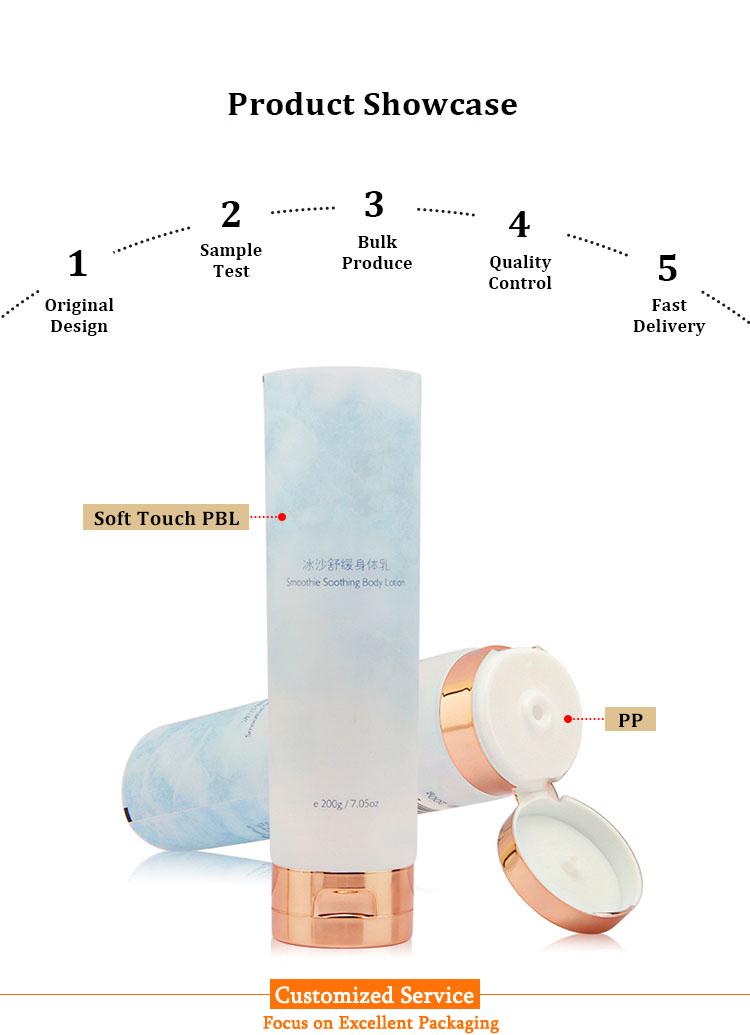 Product Showcase
1
Original
Design
2
Sample
Test
3
Bulk
Produce
4
Quality
Control
5
Fast
Delivery
Soft Touch PBL
冰沙舒缓身体乳
Smoothie Soothing Body Lotion
PP
e 200g / 7.05oz
Customized Service
Focus on Excellent Packaging